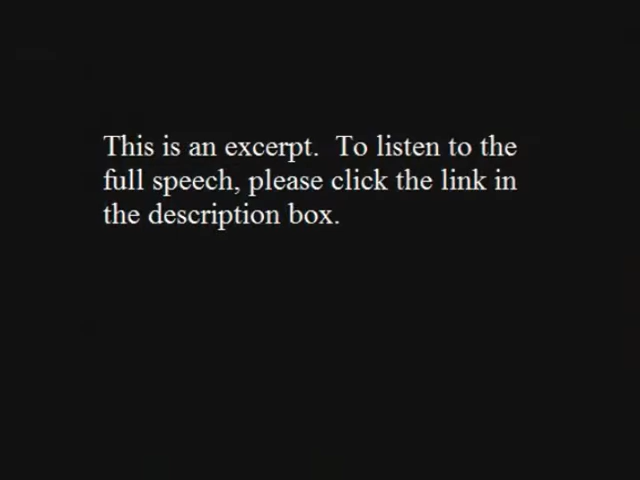 This is an excerpt.  To listen to the
full speech, please click the link in
the description box.